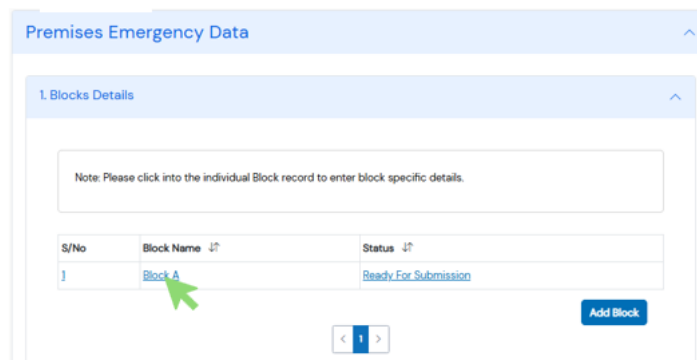 Premises Emergency Data
1. Blocks Details
Note: Please click into the individual Block record to enter block specific details.
S/No Block Name Status
1 Block A Ready For Submission
Add Block
1